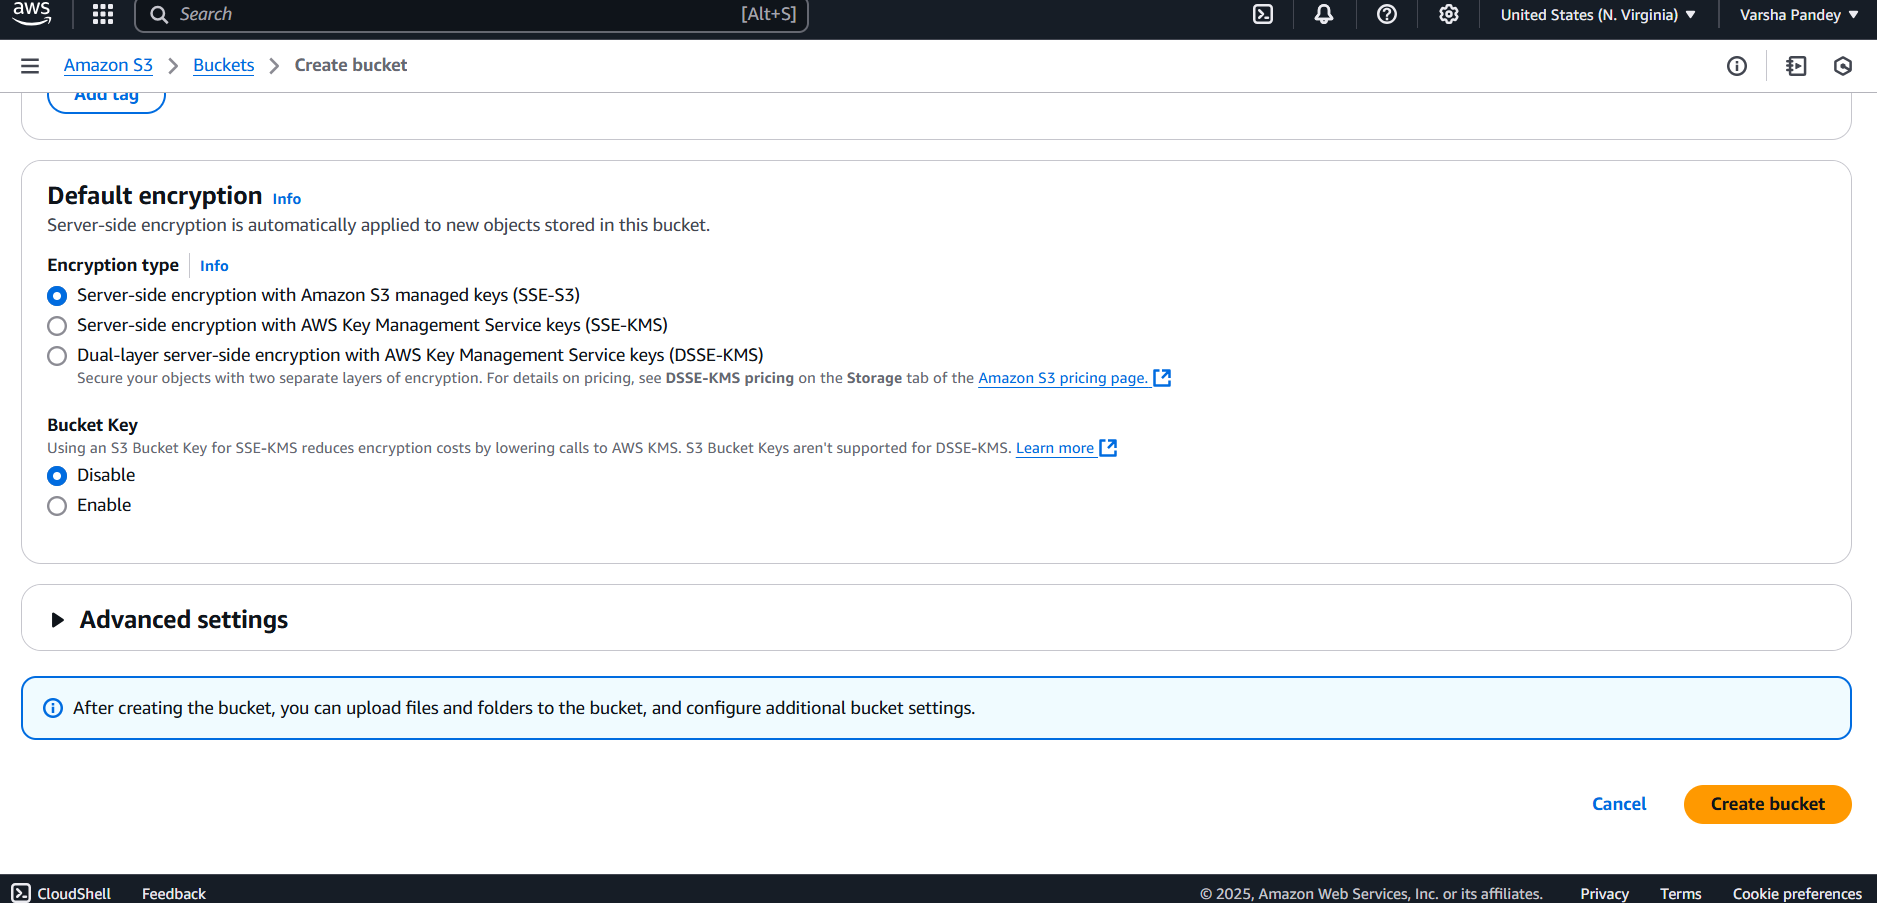 aws
Search [Alt+S] United States (N. Virginia) Varsha Pandey
Amazon S3 Buckets Create bucket
Add tag
Default encryption Info
Server-side encryption is automatically applied to new objects stored in this bucket.
Encryption type Info
Server-side encryption with Amazon S3 managed keys (SSE-S3)
Server-side encryption with AWS Key Management Service keys (SSE-KMS)
Dual-layer server-side encryption with AWS Key Management Service keys (DSSE-KMS)
Secure your objects with two separate layers of encryption. For details on pricing, see DSSE-KMS pricing on the Storage tab of the Amazon S3 pricing page.
Bucket Key
Using an S3 Bucket Key for SSE-KMS reduces encryption costs by lowering calls to AWS KMS. S3 Bucket Keys aren't supported for DSSE-KMS. Learn more
Disable
Enable
Advanced settings
After creating the bucket, you can upload files and folders to the bucket, and configure additional bucket settings.
Cancel Create bucket
CloudShell Feedback © 2025, Amazon Web Services, Inc. or its affiliates. Privacy Terms Cookie preferences